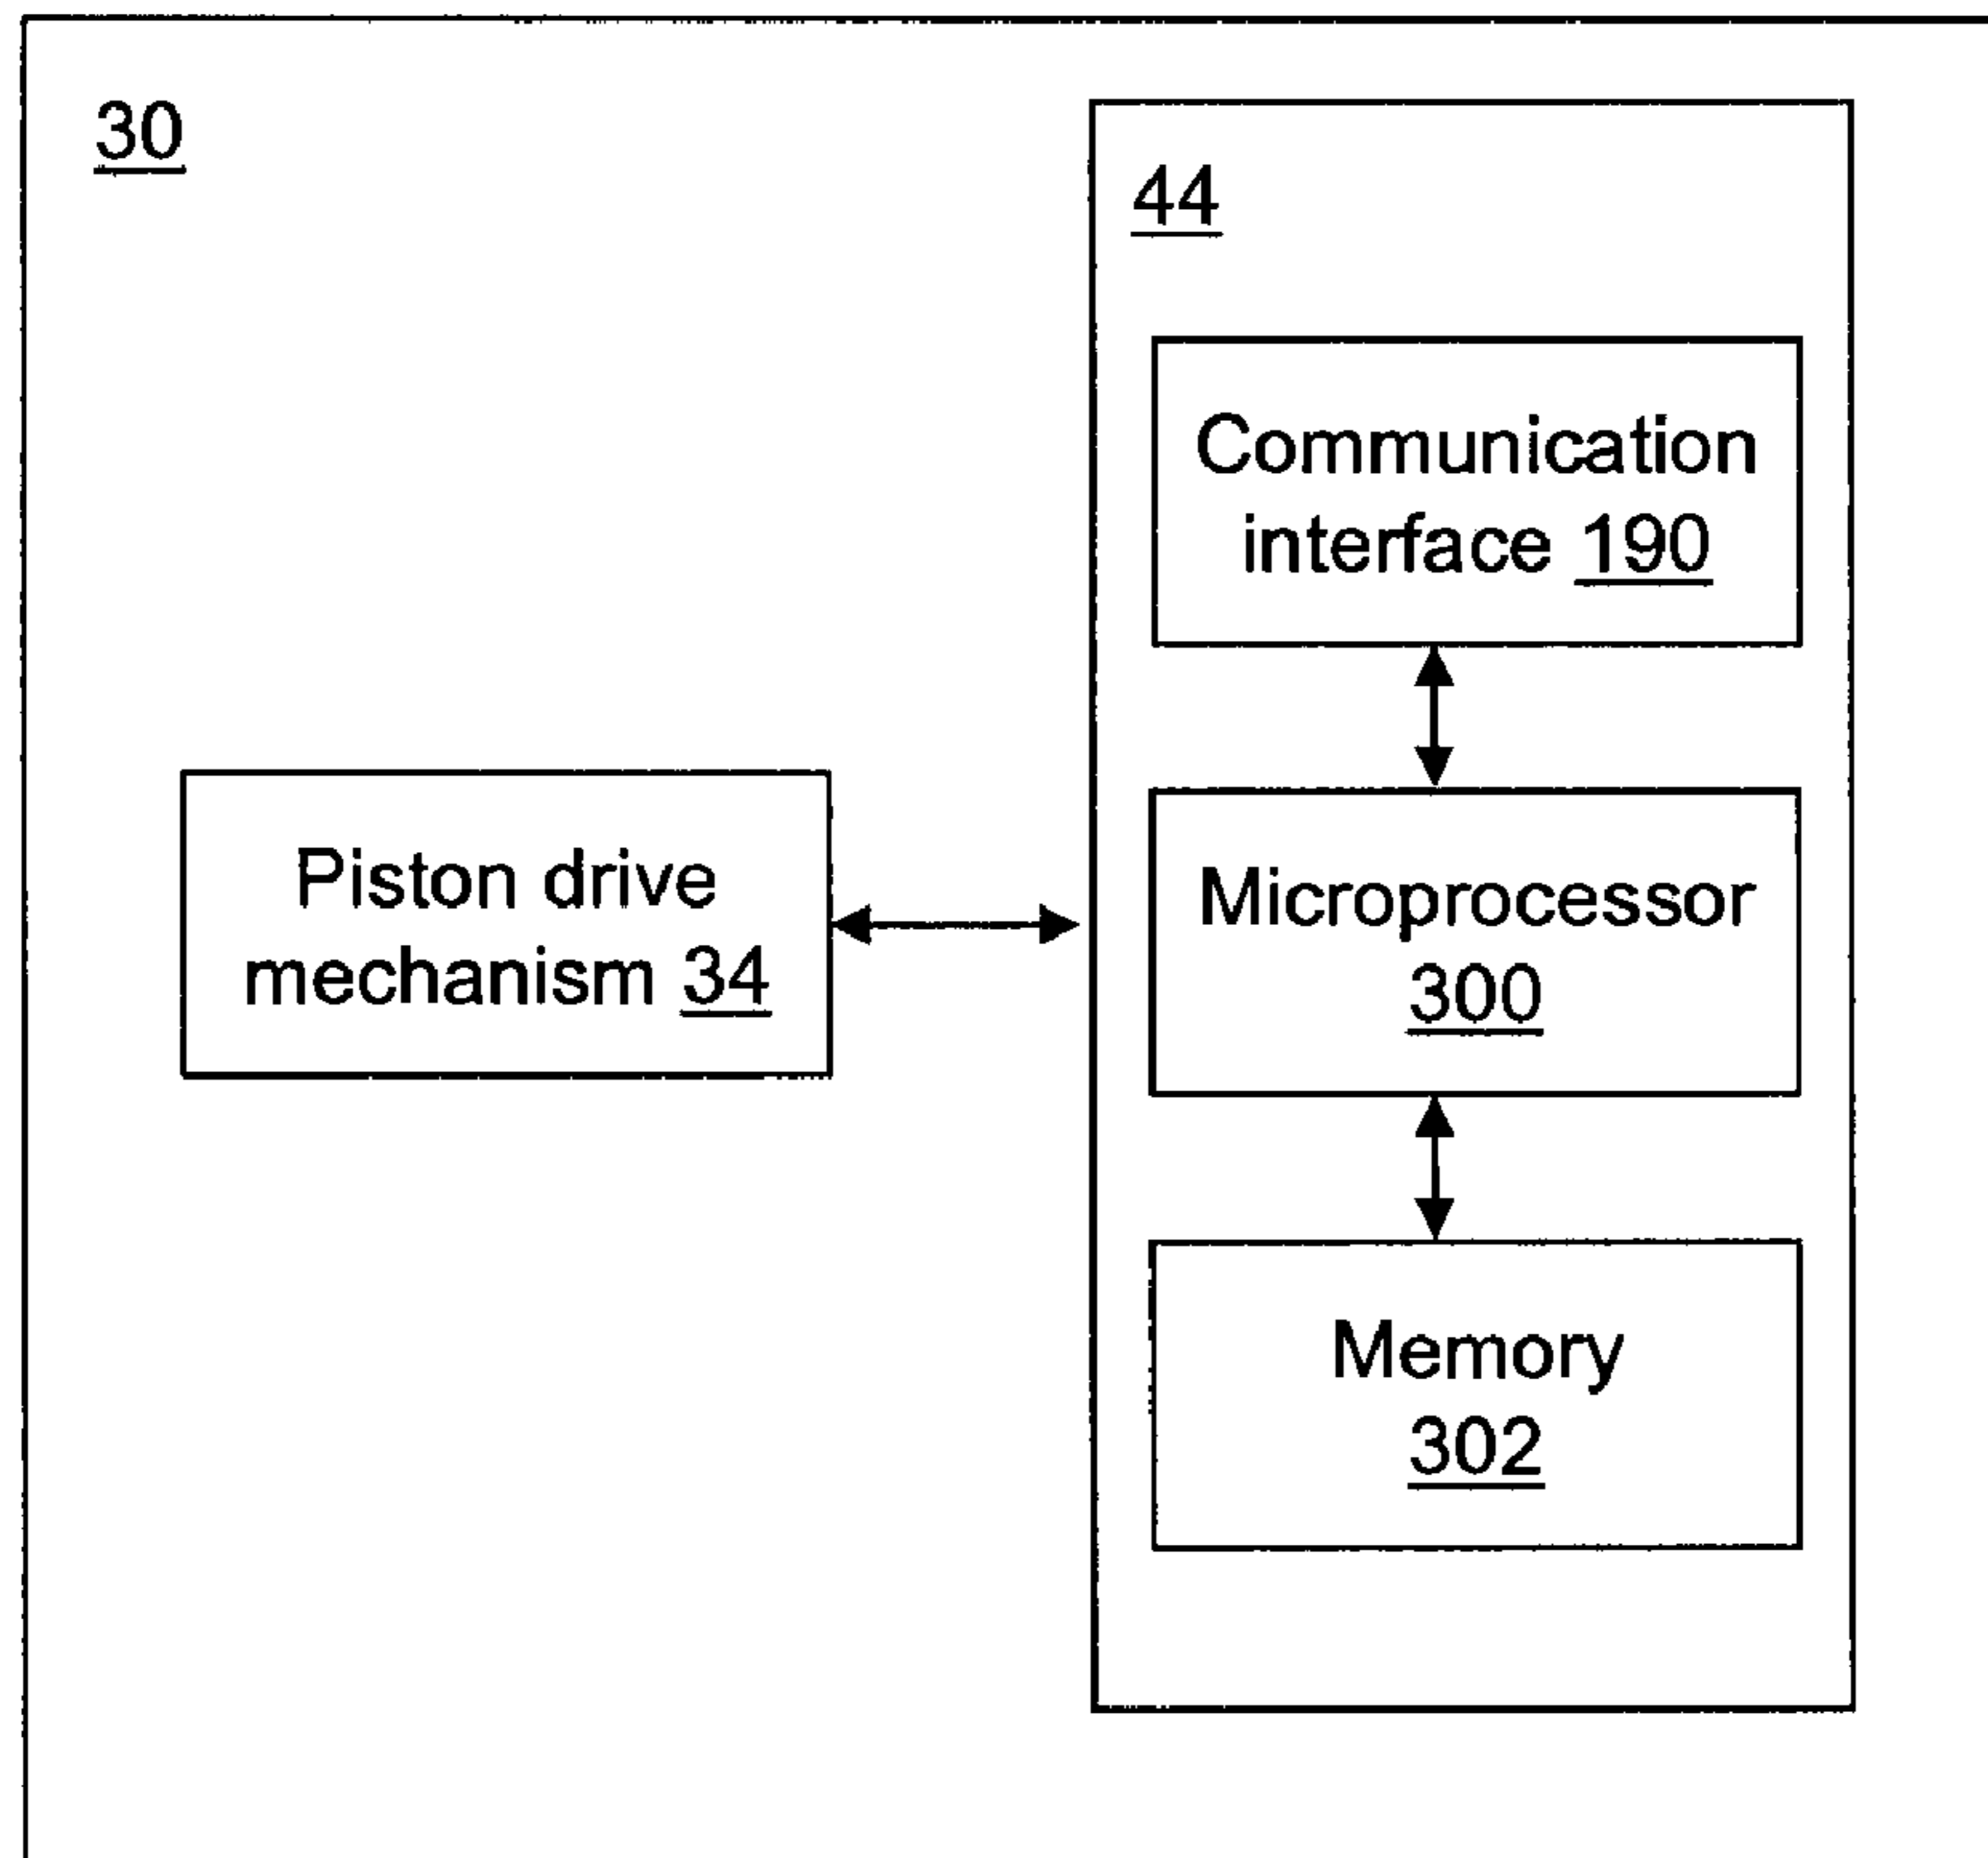 30
44
Communication
interface 190
Piston drive
mechanism 34
Microprocessor
300
Memory
302